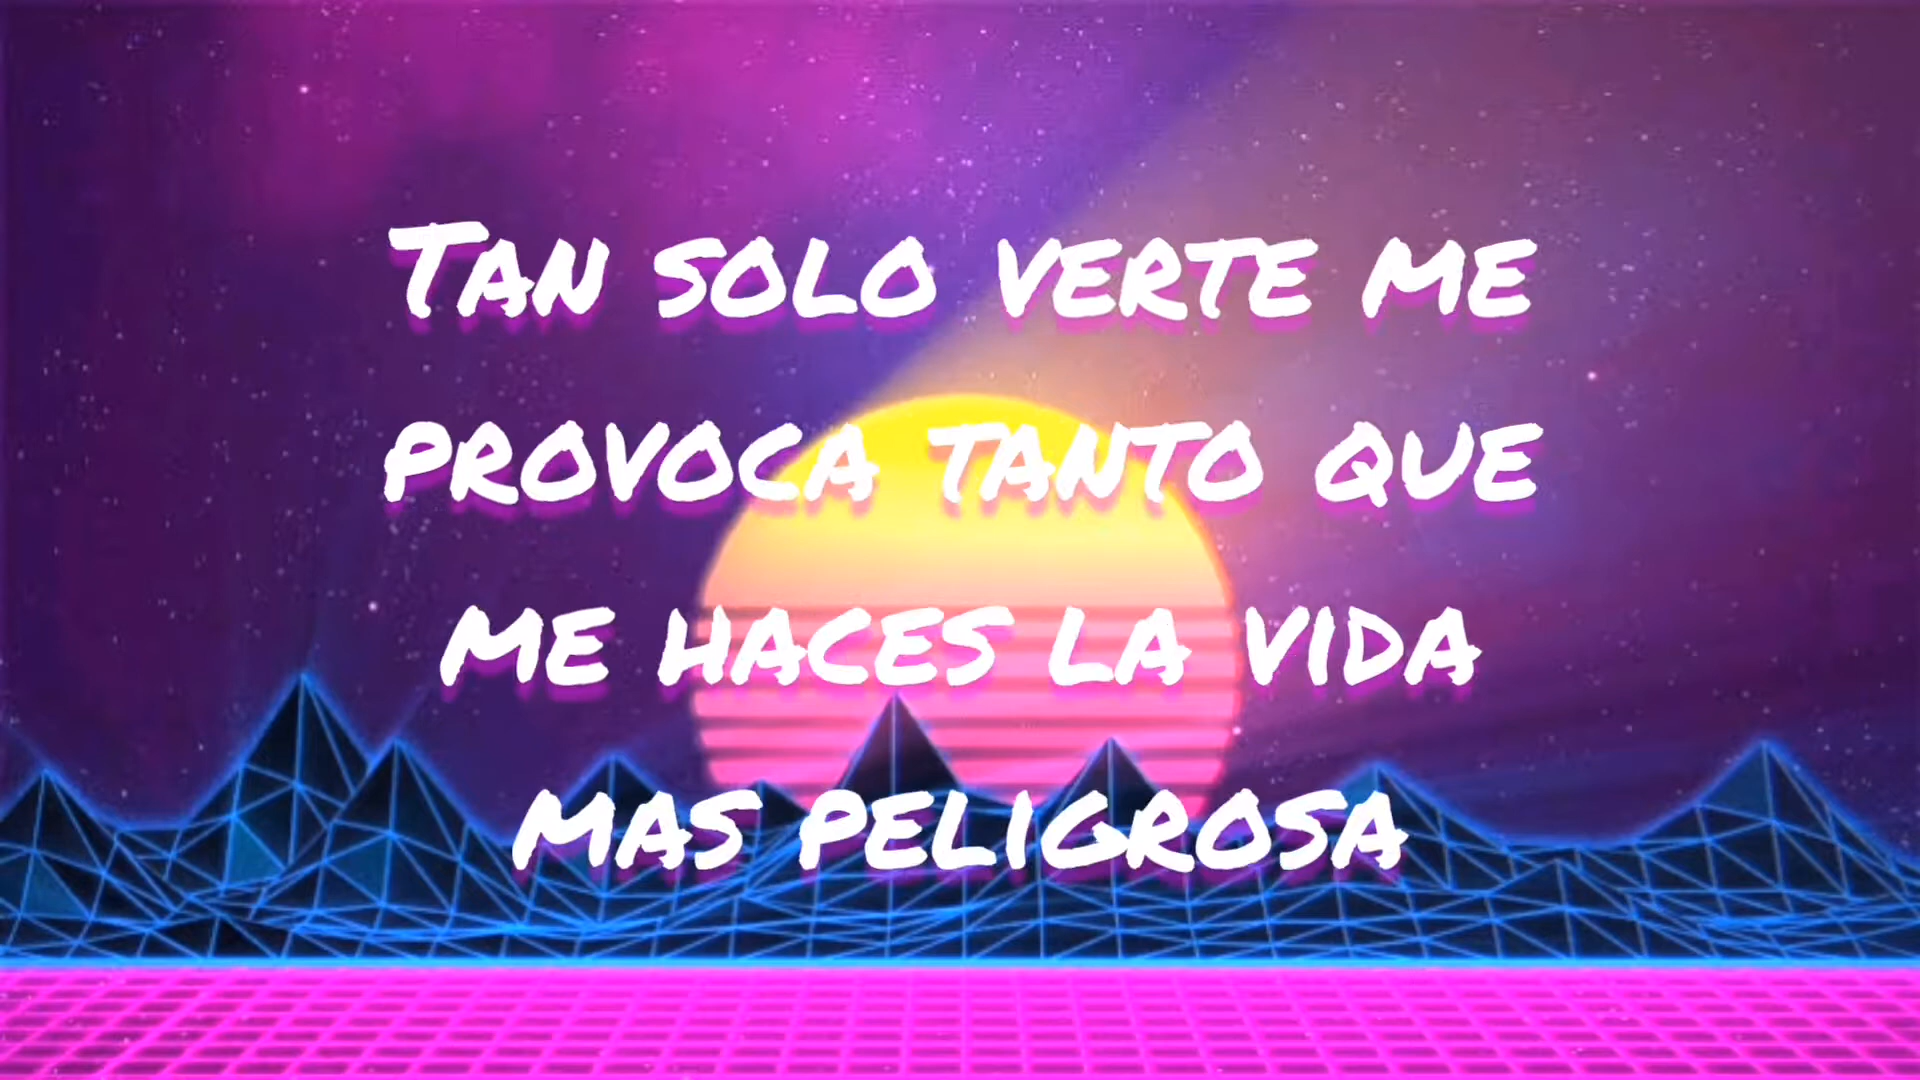 Tan solo verte me
provoca tanto que
me haces la vida
mas peligrosa